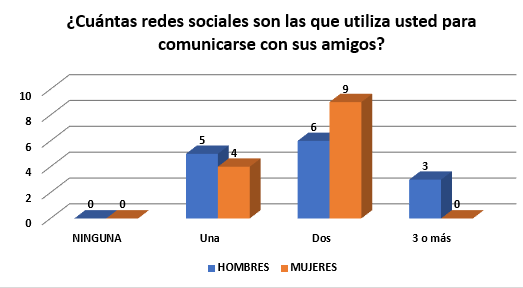 ¿Cuántas redes sociales son las que utiliza usted para
comunicarse con sus amigos?
10
8
6
4
2
0
0 0
5 4
6 9
3 0
NINGUNA Una Dos 3 o más
HOMBRES MUJERES